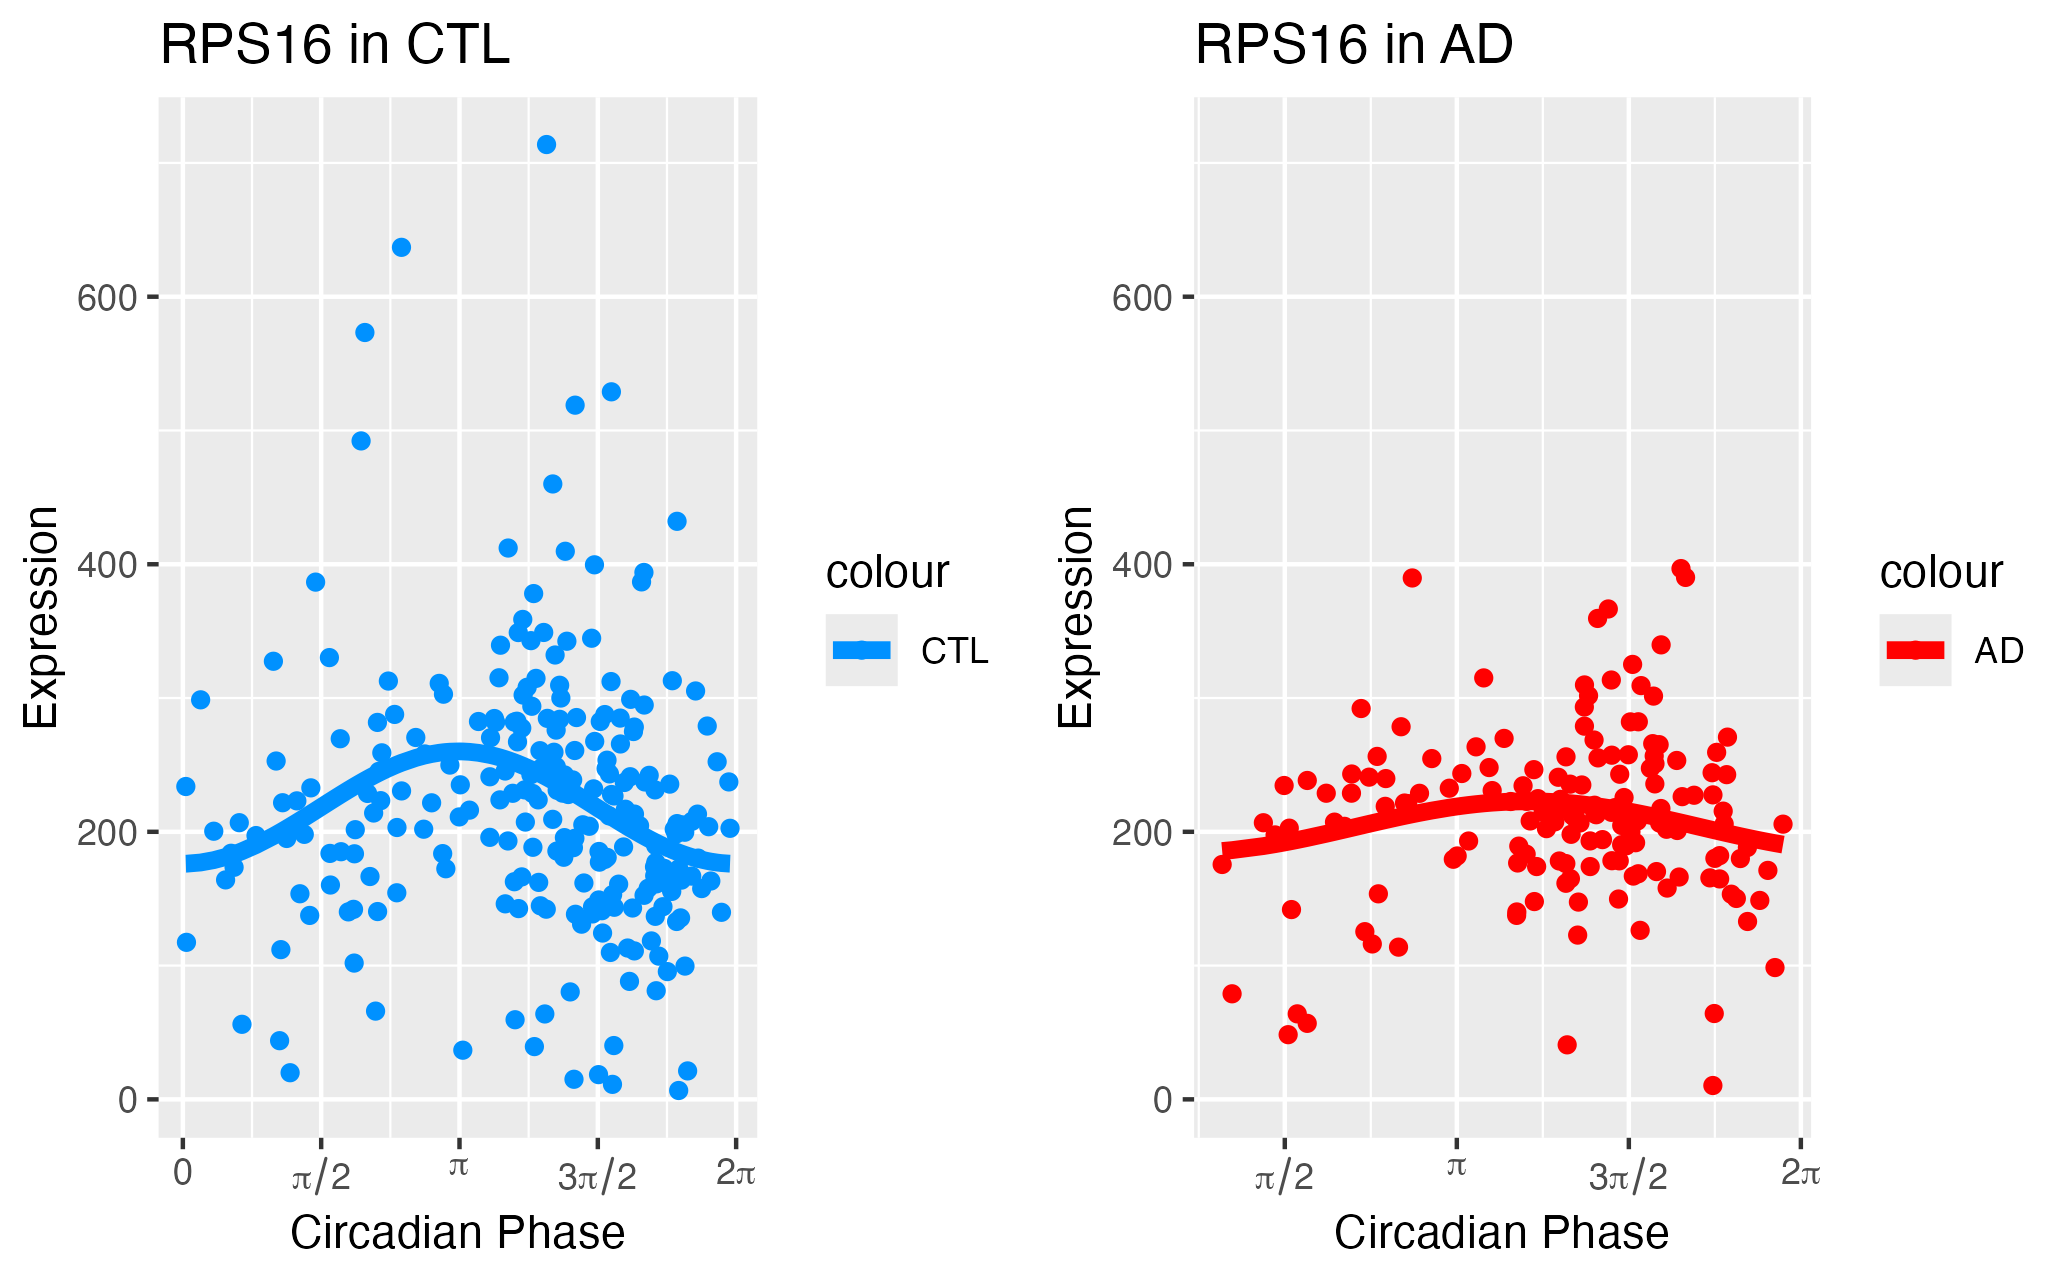 RPS16 in CTL
Expression
600
400
200
0
0 π/2 π 3π/2 2π
Circadian Phase
colour
CTL
RPS16 in AD
Expression
600
400
200
0
π/2 π 3π/2 2π
Circadian Phase
colour
AD